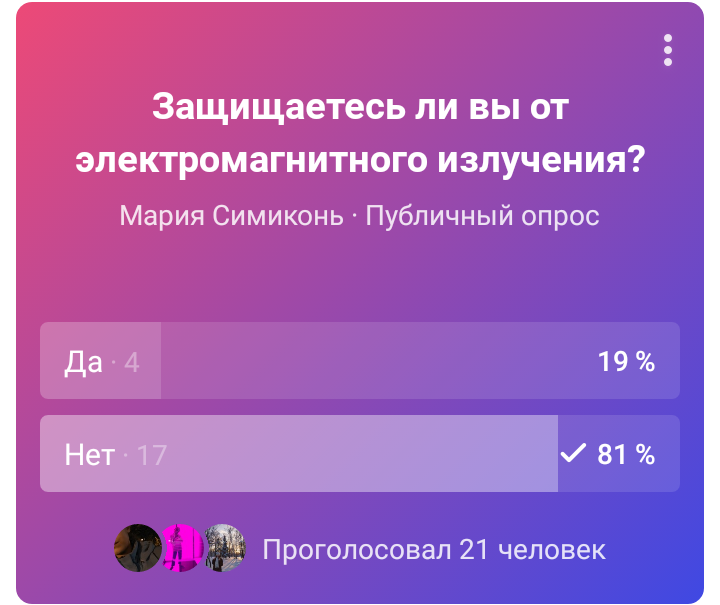 Защищаетесь ли вы от
электромагнитного излучения?
Мария Симиконь · Публичный опрос
Да · 4 19 %
Нет · 17 81 %
Проголосовал 21 человек